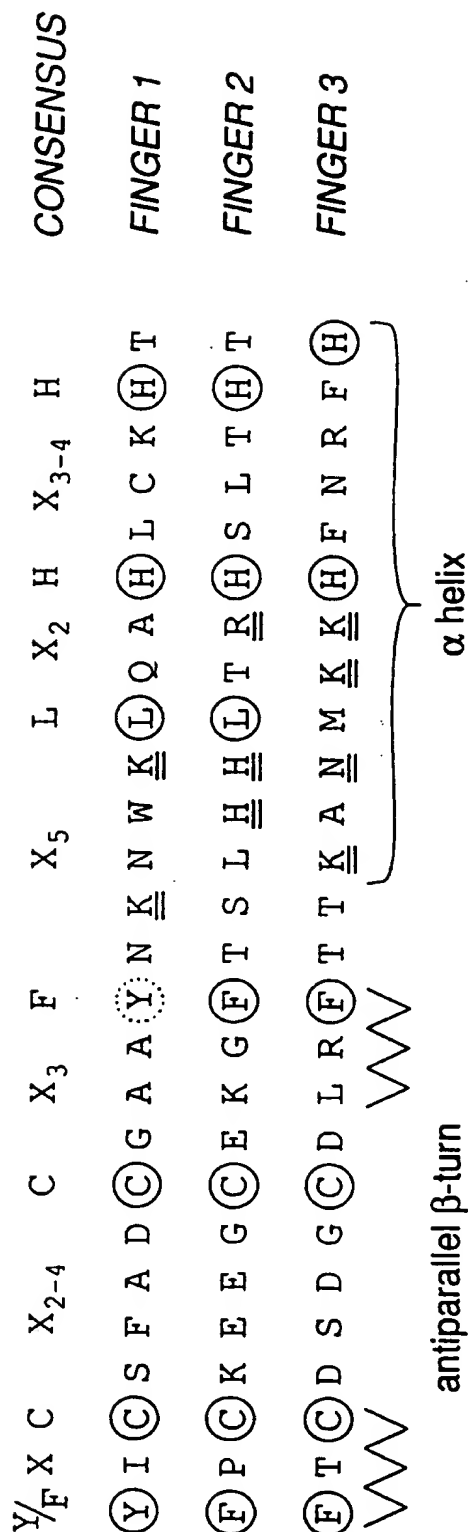 Y/F X C X2-4 C X3 F X5 L X2 H X3-4 H CONSENSUS
Y I C S F A D C G A A Y N K N W K L Q A H L C K H T FINGER 1
F P C K E E G C E K G F T S L H H L T R H S L T H T FINGER 2
F T C D S D G C D L R F T T K A N M K K H F N R F H FINGER 3
antiparallel β-turn α helix